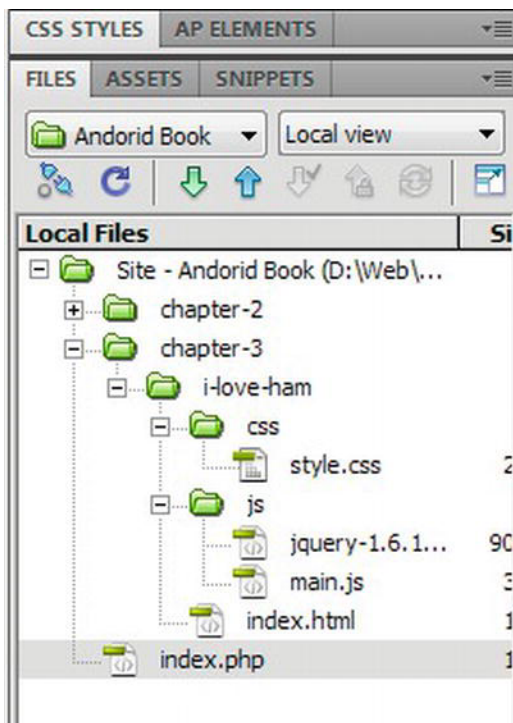 CSS STYLES AP ELEMENTS
FILES ASSETS SNIPPETS
Andorid Book Local view
Local Files Si
Site - Andorid Book (D:\Web\...
chapter-2
chapter-3
i-love-ham
css
style.css 2
js
jquery-1.6.1... 90
main.js 3
index.html 1
index.php 1